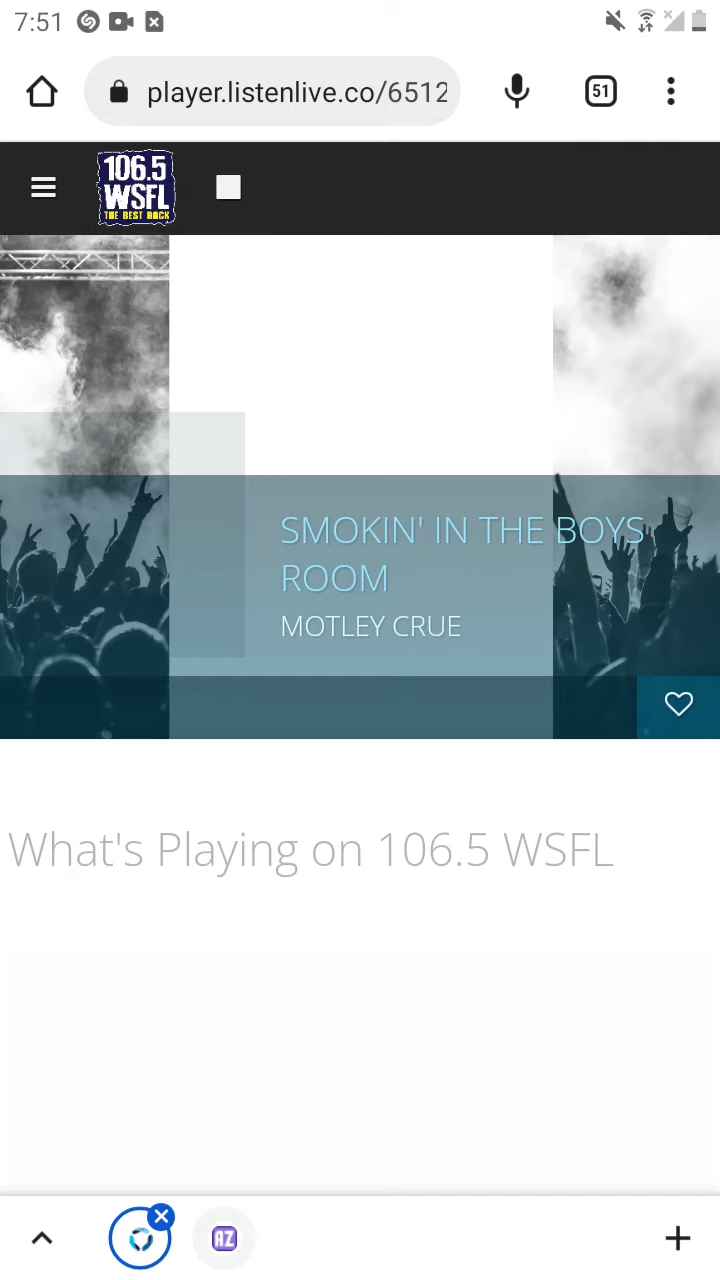 7:51
player.listenlive.co/6512
51
106.5
WSFL
THE BEST ROCK
SMOKIN' IN THE BOYS
ROOM
MOTLEY CRUE
What's Playing on 106.5 WSFL
AZ